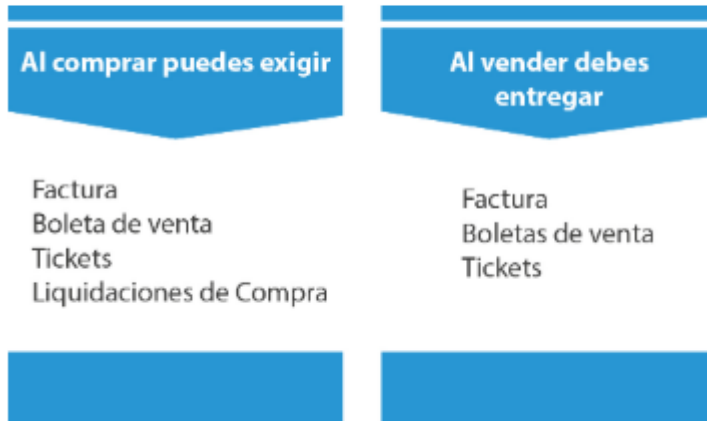 Al comprar puedes exigir
Factura
Boleta de venta
Tickets
Liquidaciones de Compra
Al vender debes
entregar
Factura
Boletas de venta
Tickets